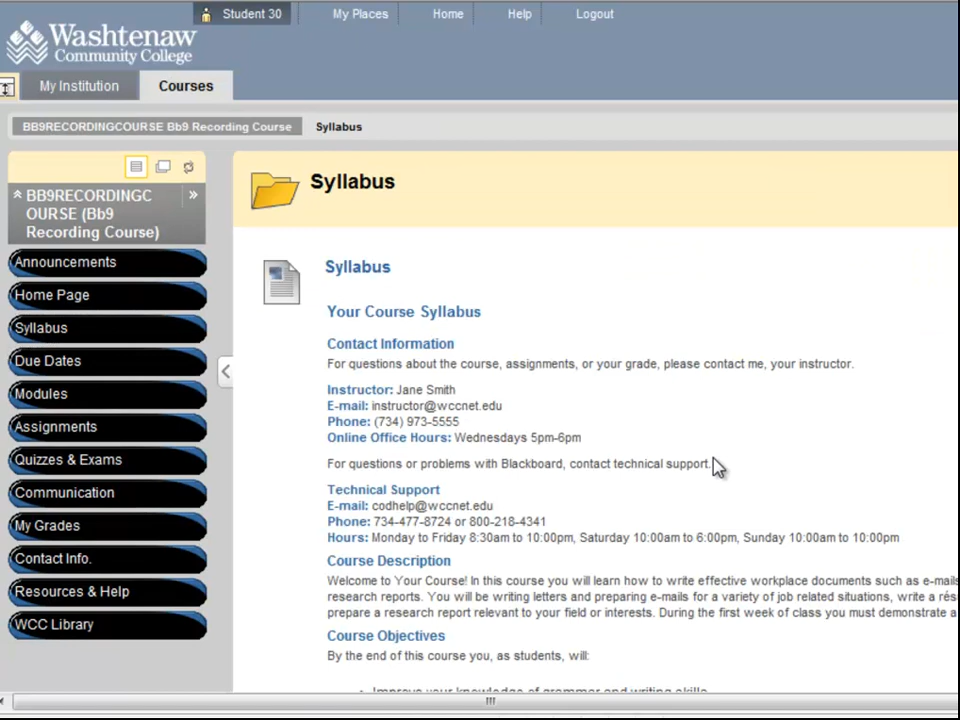 Student 30
My Places
Home
Help
Logout
Washtenaw
Community College
My Institution
Courses
BB9RECORDINGCOURSE Bb9 Recording Course
Syllabus
BB9RECORDINGC
OURSE (Bb9
Recording Course)
Announcements
Home Page
Syllabus
Due Dates
Modules
Assignments
Quizzes & Exams
Communication
My Grades
Contact Info.
Resources & Help
WCC Library
Syllabus
Syllabus
Your Course Syllabus
Contact Information
For questions about the course, assignments, or your grade, please contact me, your instructor.
Instructor: Jane Smith
E-mail: instructor@wccnet.edu
Phone: (734) 973-5555
Online Office Hours: Wednesdays 5pm-6pm
For questions or problems with Blackboard, contact technical support.
Technical Support
E-mail: codhelp@wccnet.edu
Phone: 734-477-8724 or 800-218-4341
Hours: Monday to Friday 8:30am to 10:00pm, Saturday 10:00am to 6:00pm, Sunday 10:00am to 10:00pm
Course Description
Welcome to Your Course! In this course you will learn how to write effective workplace documents such as e-mails
research reports. You will be writing letters and preparing e-mails for a variety of job related situations, write a
prepare a research report relevant to your field or interests. During the first week of class you must demonstrate a
Course Objectives
By the end of this course you, as students, will:
Improve your knowledge of grammar and writing skills